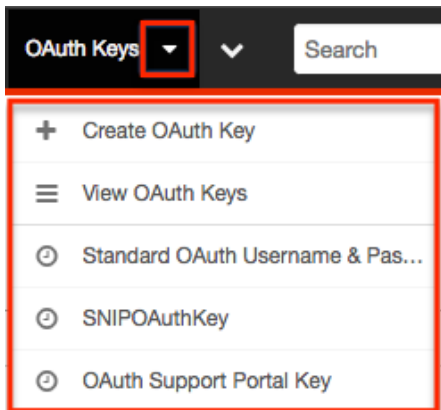 OAuth Keys Search
Create OAuth Key
View OAuth Keys
Standard OAuth Username & Pas...
SNIPOAuthKey
OAuth Support Portal Key